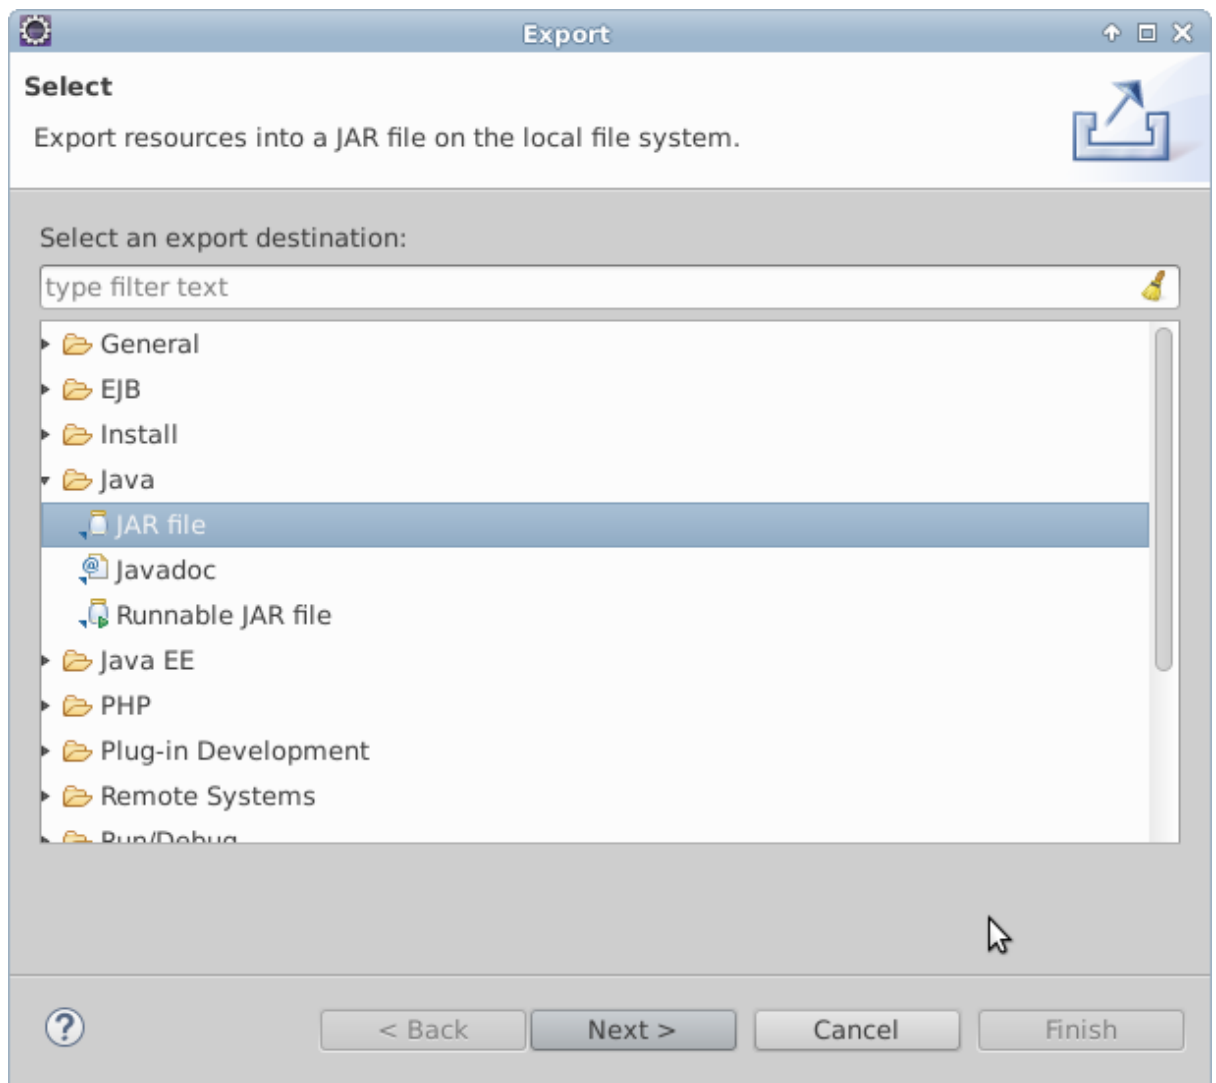 Export
Select
Export resources into a JAR file on the local file system.
Select an export destination:
type filter text
General
EJB
Install
Java
JAR file
Javadoc
Runnable JAR file
Java EE
PHP
Plug-in Development
Remote Systems
Run/Debug
< Back Next > Cancel Finish